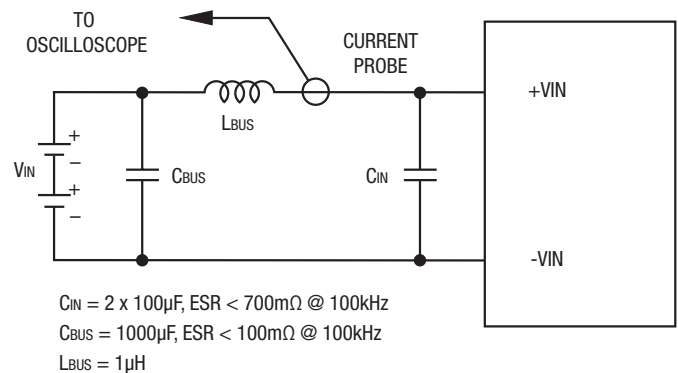 TO
OSCILLOSCOPE
CURRENT
PROBE
+VIN
LBUS
VIN
+
−
+
−
CBUS
CIN
-VIN
CIN = 2 x 100µF, ESR < 700mΩ @ 100kHz
CBUS = 1000µF, ESR < 100mΩ @ 100kHz
LBUS = 1µH